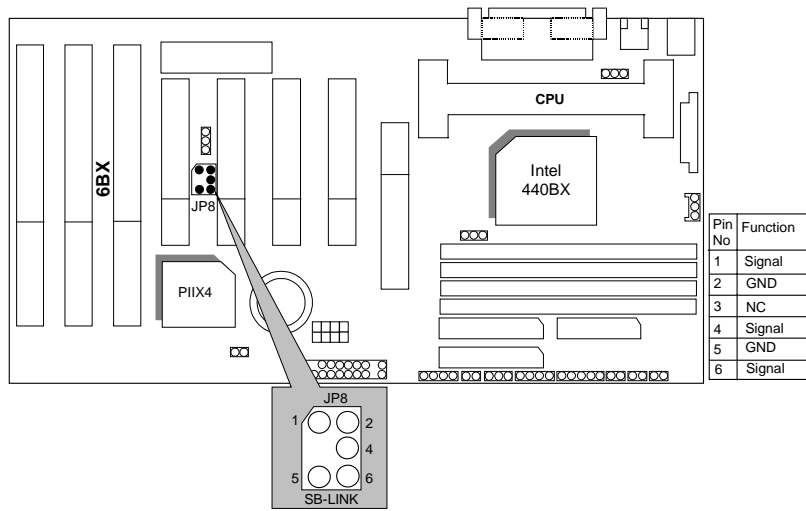 CPU
6BX
Intel
440BX
JP8
PIIX4
Pin No Function
1 Signal
2 GND
3 NC
4 Signal
5 GND
6 Signal
JP8
1 2
4
5 6
SB-LINK